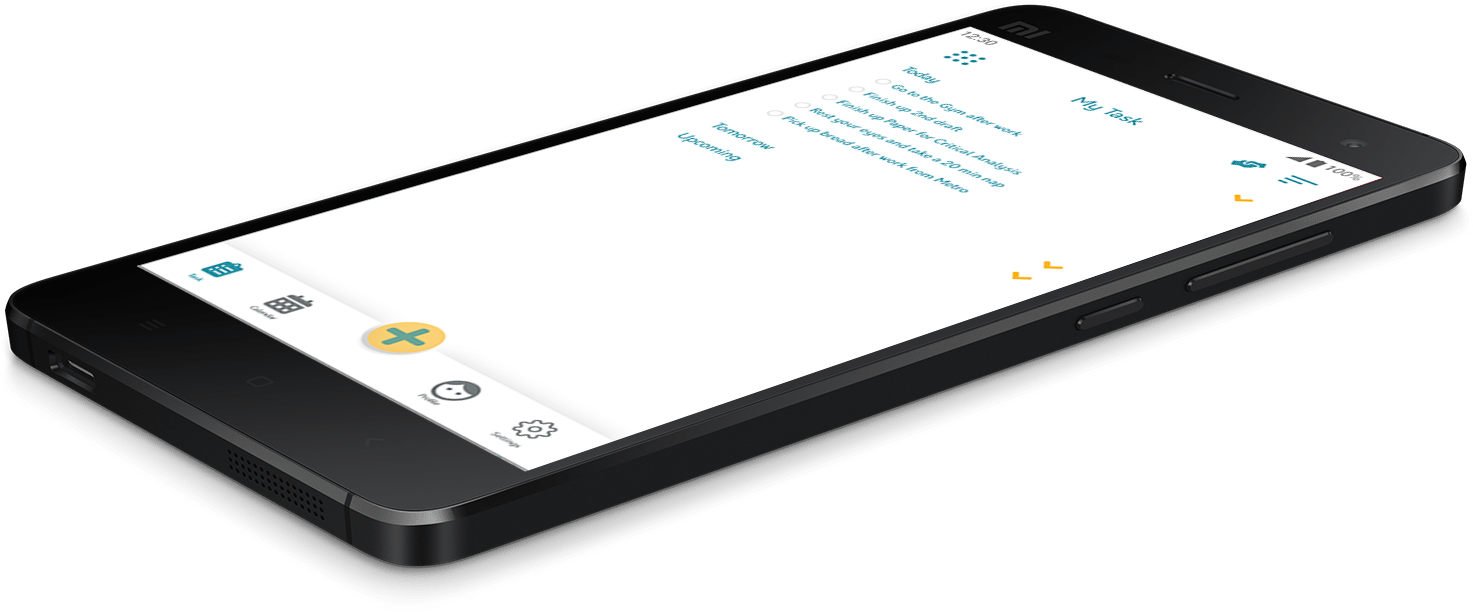 MI
12:30
100%
My Task
Today
Go to the Gym after work
Finish up 2nd draft
Finish up Paper for Critical Analysis
Rest your eyes and take a 20 min nap
Pick up bread after work from Metro
Tomorrow
Upcoming
Task
Calendar
Profile
Settings